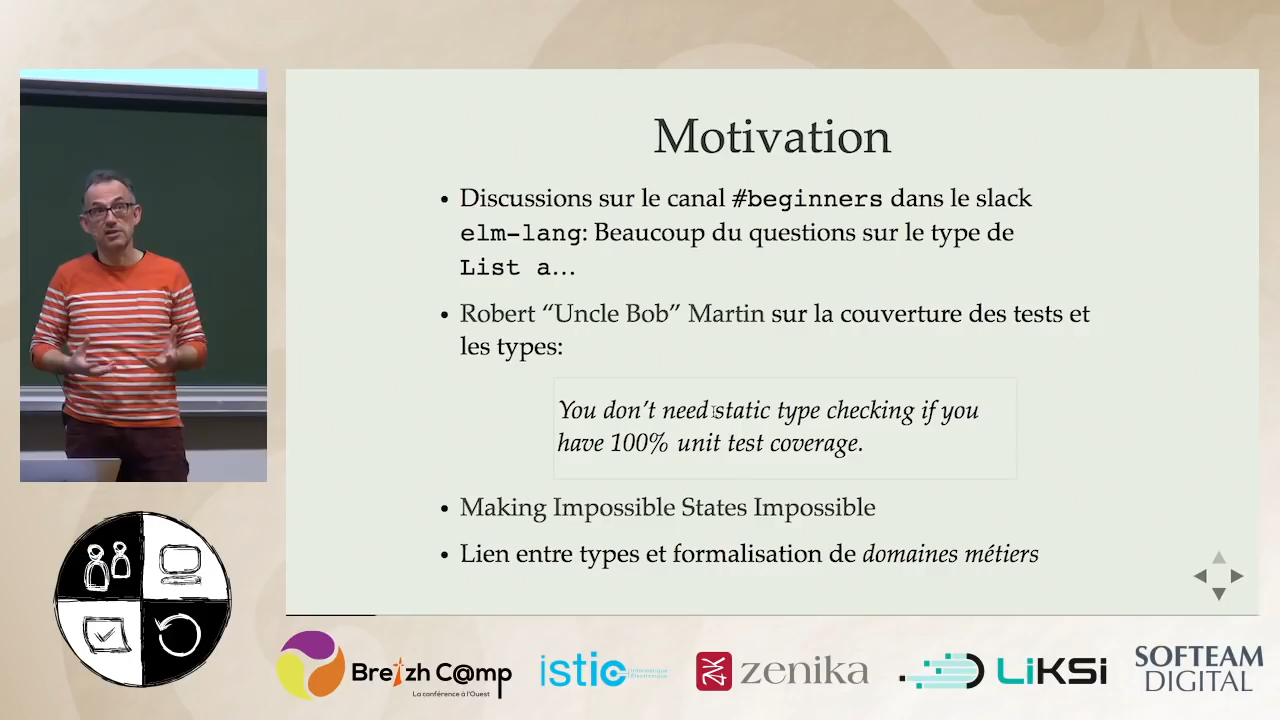 Motivation
• Discussions sur le canal #beginners dans le slack
elm-lang: Beaucoup du questions sur le type de
List a…
• Robert “Uncle Bob” Martin sur la couverture des tests et
les types:
You don’t need static type checking if you
have 100% unit test coverage.
• Making Impossible States Impossible
• Lien entre types et formalisation de domaines métiers
Breizh C@mp
La conférence à l'Ouest
istic Informatique Électronique
zenika
LiKSi
SOFTEAM
DIGITAL